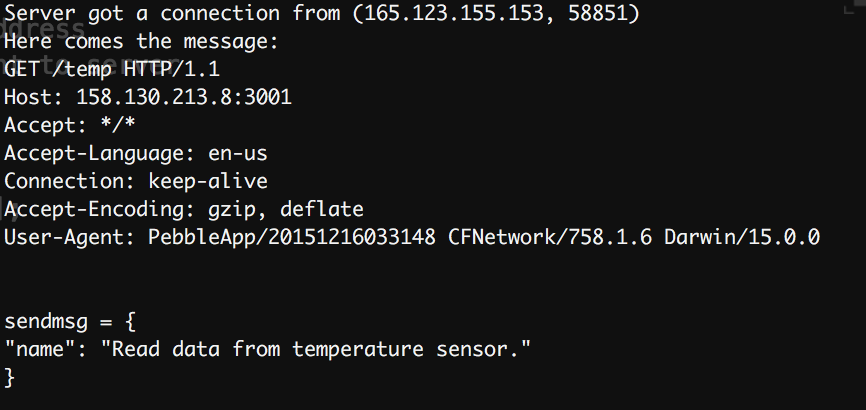 Server got a connection from (165.123.155.153, 58851)
Here comes the message:
GET /temp HTTP/1.1
Host: 158.130.213.8:3001
Accept: */*
Accept-Language: en-us
Connection: keep-alive
Accept-Encoding: gzip, deflate
User-Agent: PebbleApp/20151216033148 CFNetwork/758.1.6 Darwin/15.0.0
sendmsg = {
"name": "Read data from temperature sensor."
}